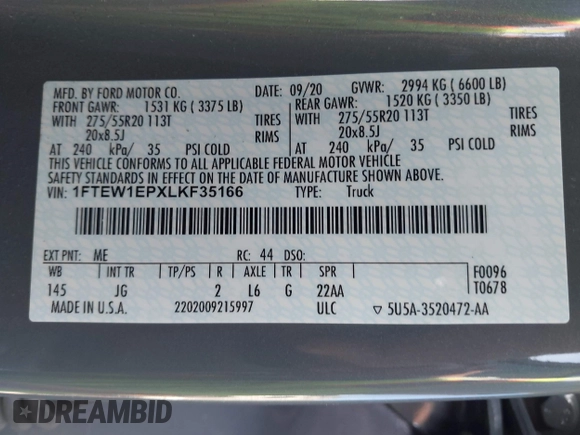 MFD. BY FORD MOTOR CO. DATE: 09/20 GVWR: 2994 KG ( 6600 LB)
FRONT GAWR: 1531 KG ( 3375 LB) REAR GAWR: 1520 KG ( 3350 LB)
WITH 275/55R20 113T TIRES WITH 275/55R20 113T TIRES
20x8.5J RIMS 20x8.5J RIMS
AT 240 kPa/ 35 PSI COLD AT 240 kPa/ 35 PSI COLD
THIS VEHICLE CONFORMS TO ALL APPLICABLE FEDERAL MOTOR VEHICLE
SAFETY STANDARDS IN EFFECT ON THE DATE OF MANUFACTURE SHOWN ABOVE.
VIN: 1FTEW1EPXLKF35166 TYPE: Truck
EXT PNT: ME RC: 44 DSO:
WB INT TR TP/PS R AXLE TR SPR F0096
145 JG 2 L6 G 22AA T0678
MADE IN U.S.A. 2202009215997 ULC ▽ 5U5A-3520472-AA
DREAMBID